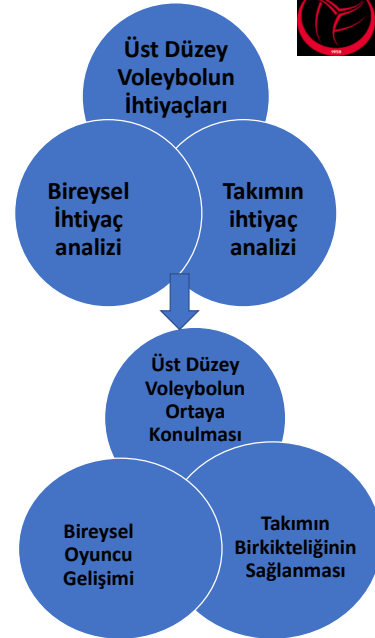 1958
Üst Düzey
Voleybolun
İhtiyaçları
Bireysel
İhtiyaç
analizi
Takımın
ihtiyaç
analizi
Üst Düzey
Voleybolun
Ortaya
Konulması
Bireysel
Oyuncu
Gelişimi
Takımın
Birkikteliğinin
Sağlanması